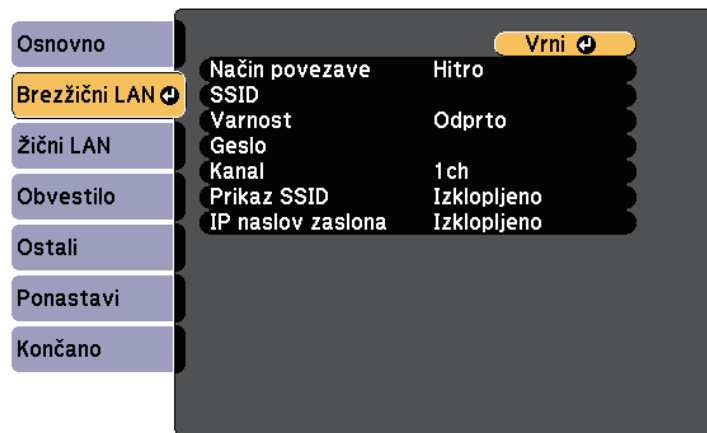 Osnovno
Brezžični LAN
Žični LAN
Obvestilo
Ostali
Ponastavi
Končano
Vrni
Način povezave Hitro
SSID
Varnost Odprto
Geslo
Kanal 1ch
Prikaz SSID Izklopljeno
IP naslov zaslona Izklopljeno